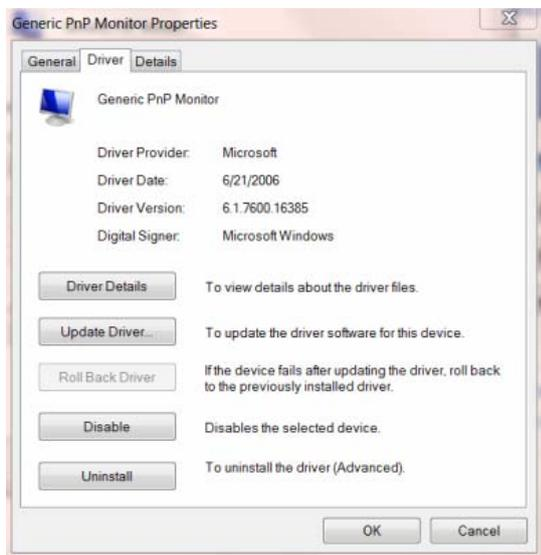 Generic PnP Monitor Properties
General Driver Details
Generic PnP Monitor
Driver Provider: Microsoft
Driver Date: 6/21/2006
Driver Version: 6.1.7600.16385
Digital Signer: Microsoft Windows
Driver Details To view details about the driver files.
Update Driver... To update the driver software for this device.
Roll Back Driver If the device fails after updating the driver, roll back
to the previously installed driver.
Disable Disables the selected device.
Uninstall To uninstall the driver (Advanced).
OK Cancel